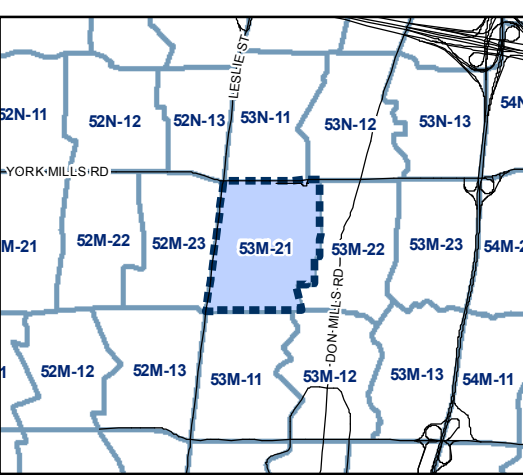 LESLIE ST
54N
52N-11
52N-12
52N-13
53N-11
53N-12
53N-13
YORK MILLS RD
M-21
52M-22
52M-23
53M-21
53M-22
53M-23
54M-2
DON MILLS RD
1
52M-12
52M-13
53M-11
53M-12
53M-13
54M-11